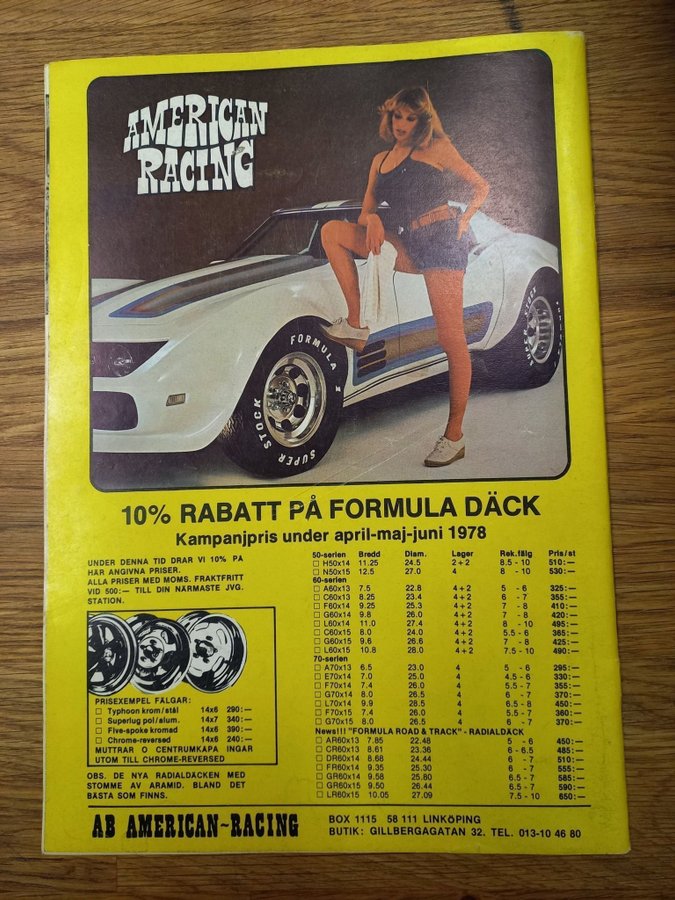 AMERICAN
RACING
FORMULA 1
SUPER STOCK
SUPER STOCK
10% RABATT PÅ FORMULA DÄCK
Kampanjpris under april-maj-juni 1978
UNDER DENNA TID DRAR VI 10% PÅ
HÄR ANGIVNA PRISER.
ALLA PRISER MED MOMS. FRAKTFRITT
VID 500:— TILL DIN NÄRMASTE JVG.
STATION.
PRISEXEMPEL FÄLGAR:
☐ Typhoon krom/stål 14x6 290:—
☐ Superlug pol/alum. 14x7 340:—
☐ Five-spoke kromad 14x6 390:—
☐ Chrome-reversed 14x6 240:—
MUTTRAR O CENTRUMKÅPA INGÅR
UTOM TILL CHROME-REVERSED
OBS. DE NYA RADIALDÄCKEN MED
STOMME AV ARAMID. BLAND DET
BÄSTA SOM FINNS.
50-serien Bredd Diam. Lager Rek.fälg Pris/st
☐ H50x14 11.25 24.5 2+2 8.5 - 10 510:—
☐ N50x15 12.5 27.0 4 8 - 10 530:—
60-serien
☐ A60x13 7.5 22.8 4+2 5 - 6 325:—
☐ C60x13 8.25 23.4 4+2 6 - 7 355:—
☐ F60x14 9.25 25.3 4+2 7 - 8 410:—
☐ G60x14 9.8 26.0 4+2 7 - 8 420:—
☐ L60x14 11.0 27.4 4+2 8 - 10 495:—
☐ C60x15 8.0 24.0 4+2 5.5 - 6 365:—
☐ G60x15 9.6 26.6 4+2 7 - 8 425:—
☐ L60x15 10.8 28.0 4+2 7.5 - 10 490:—
70-serien
☐ A70x13 6.5 23.0 4 5 - 6 295:—
☐ E70x14 7.0 25.0 4 4.5 - 6 330:—
☐ F70x14 7.4 26.0 4 5.5 - 7 355:—
☐ G70x14 8.0 26.5 4 6 - 7 370:—
☐ L70x14 9.9 28.5 4 6.5 - 8 450:—
☐ F70x15 7.4 26.0 4 5.5 - 7 360:—
☐ G70x15 8.0 26.5 4 6 - 7 370:—
News!!! "FORMULA ROAD & TRACK" - RADIALDÄCK
☐ AR60x13 7.85 22.48 5 - 6 450:—
☐ CR60x13 8.61 23.36 6 - 6.5 485:—
☐ DR60x14 8.68 24.44 6 - 7 510:—
☐ FR60x14 9.35 25.30 6 - 7 555:—
☐ GR60x14 9.58 25.80 6.5 - 7 585:—
☐ GR60x15 9.50 26.44 6.5 - 7 590:—
☐ LR60x15 10.05 27.09 7.5 - 10 650:—
AB AMERICAN~RACING
BOX 1115 58 111 LINKÖPING
BUTIK: GILLBERGAGATAN 32. TEL. 013-10 46 80